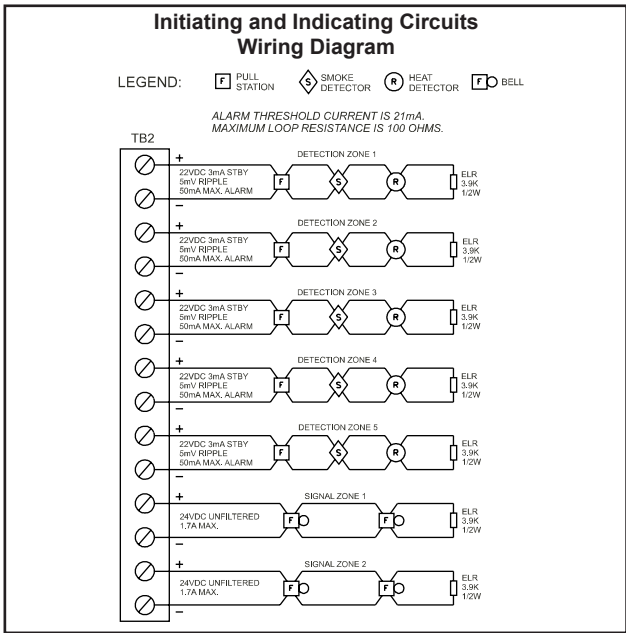 Initiating and Indicating Circuits
Wiring Diagram
LEGEND:
F PULL STATION
S SMOKE DETECTOR
R HEAT DETECTOR
F BELL
ALARM THRESHOLD CURRENT IS 21mA.
MAXIMUM LOOP RESISTANCE IS 100 OHMS.
TB2
DETECTION ZONE 1
+
22VDC 3mA STBY
5mV RIPPLE
50mA MAX. ALARM
–
F S R
ELR
3.9K
1/2W
DETECTION ZONE 2
+
22VDC 3mA STBY
5mV RIPPLE
50mA MAX. ALARM
–
F S R
ELR
3.9K
1/2W
DETECTION ZONE 3
+
22VDC 3mA STBY
5mV RIPPLE
50mA MAX. ALARM
–
F S R
ELR
3.9K
1/2W
DETECTION ZONE 4
+
22VDC 3mA STBY
5mV RIPPLE
50mA MAX. ALARM
–
F S R
ELR
3.9K
1/2W
DETECTION ZONE 5
+
22VDC 3mA STBY
5mV RIPPLE
50mA MAX. ALARM
–
F S R
ELR
3.9K
1/2W
SIGNAL ZONE 1
+
24VDC UNFILTERED
1.7A MAX.
–
F F
ELR
3.9K
1/2W
SIGNAL ZONE 2
+
24VDC UNFILTERED
1.7A MAX.
–
F F
ELR
3.9K
1/2W